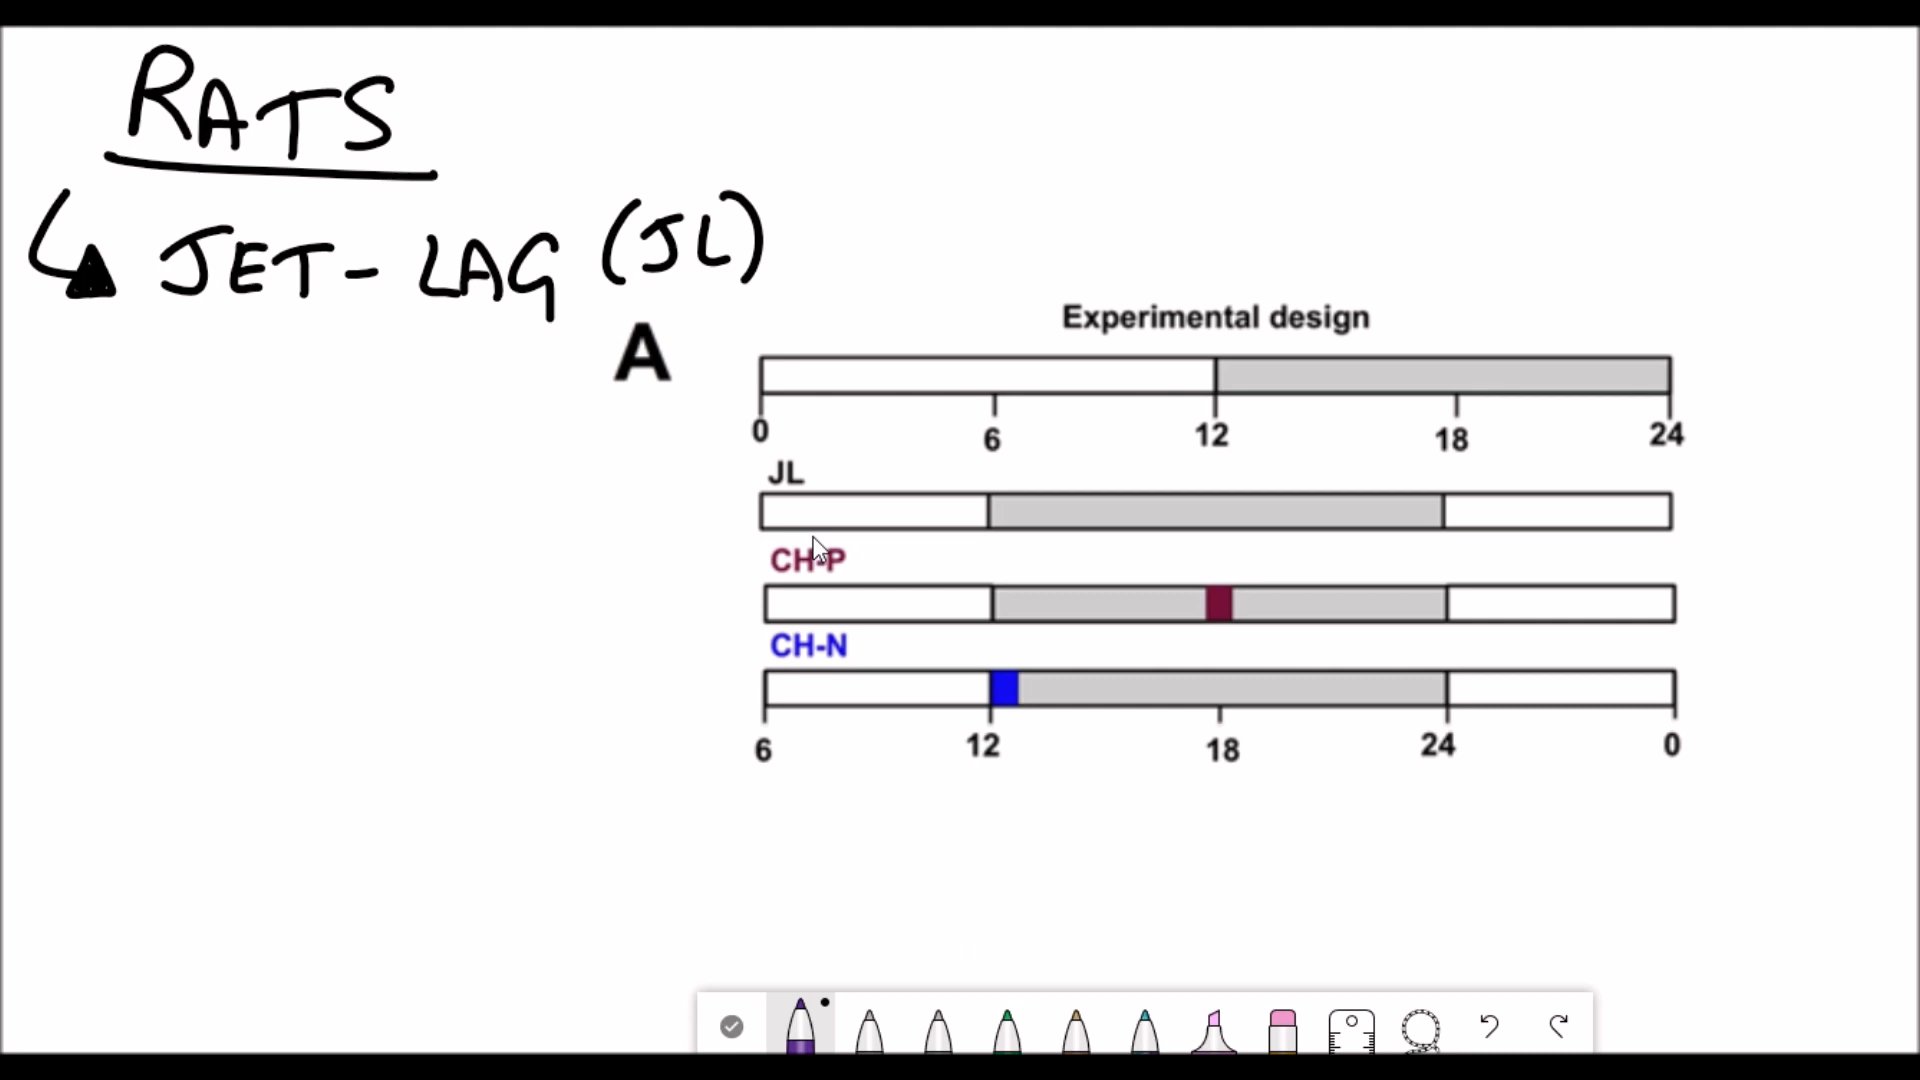 RATS
JET-LAG (JL)
A
Experimental design
0 6 12 18 24
JL
CH-P
CH-N
6 12 18 24 0